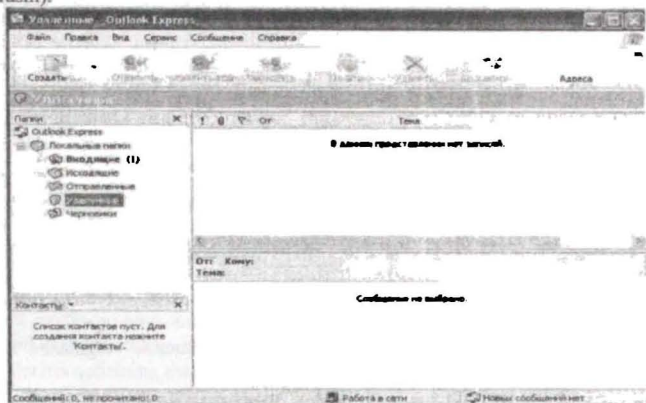 Удаленные Outlook Express
Файл Правка Вид Сервис Сообщение Справка
Создать Адреса
Папки
Outlook Express
Локальные папки
Входящие (1)
Исходящие
Отправленные
Удаленные
Черновики
! От Тема
В данном представлении нет записей.
От: Кому:
Тема:
Сообщение не выбрано.
Контакты
Список контактов пуст. Для
создания контакта нажмите
"Контакты".
Сообщений: 0, не прочитано: 0 Работа в сети Новых сообщений нет